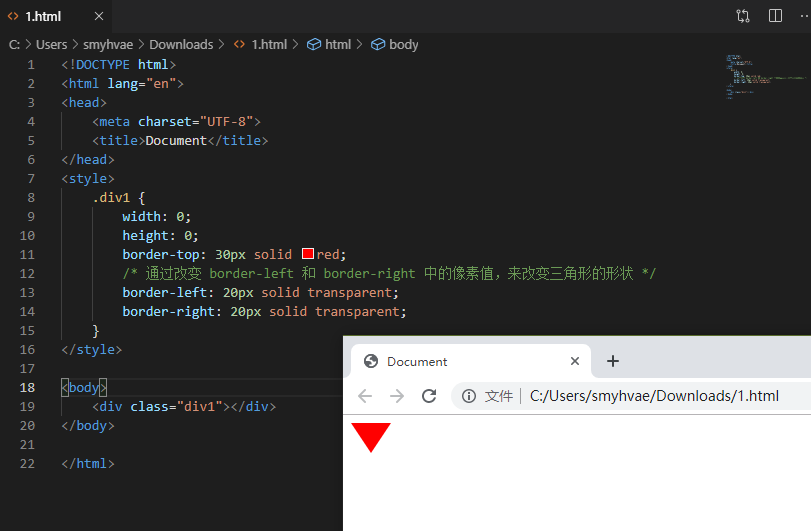 1.html
C: > Users > smyhvae > Downloads > 1.html > html > body
1 <!DOCTYPE html>
2 <html lang="en">
3 <head>
4 <meta charset="UTF-8">
5 <title>Document</title>
6 </head>
7 <style>
8 .div1 {
9 width: 0;
10 height: 0;
11 border-top: 30px solid red;
12 /* 通过改变 border-left 和 border-right 中的像素值，来改变三角形的形状 */
13 border-left: 20px solid transparent;
14 border-right: 20px solid transparent;
15 }
16 </style>
17
18 <body>
19 <div class="div1"></div>
20 </body>
21
22 </html>
Document
文件 | C:/Users/smyhvae/Downloads/1.html